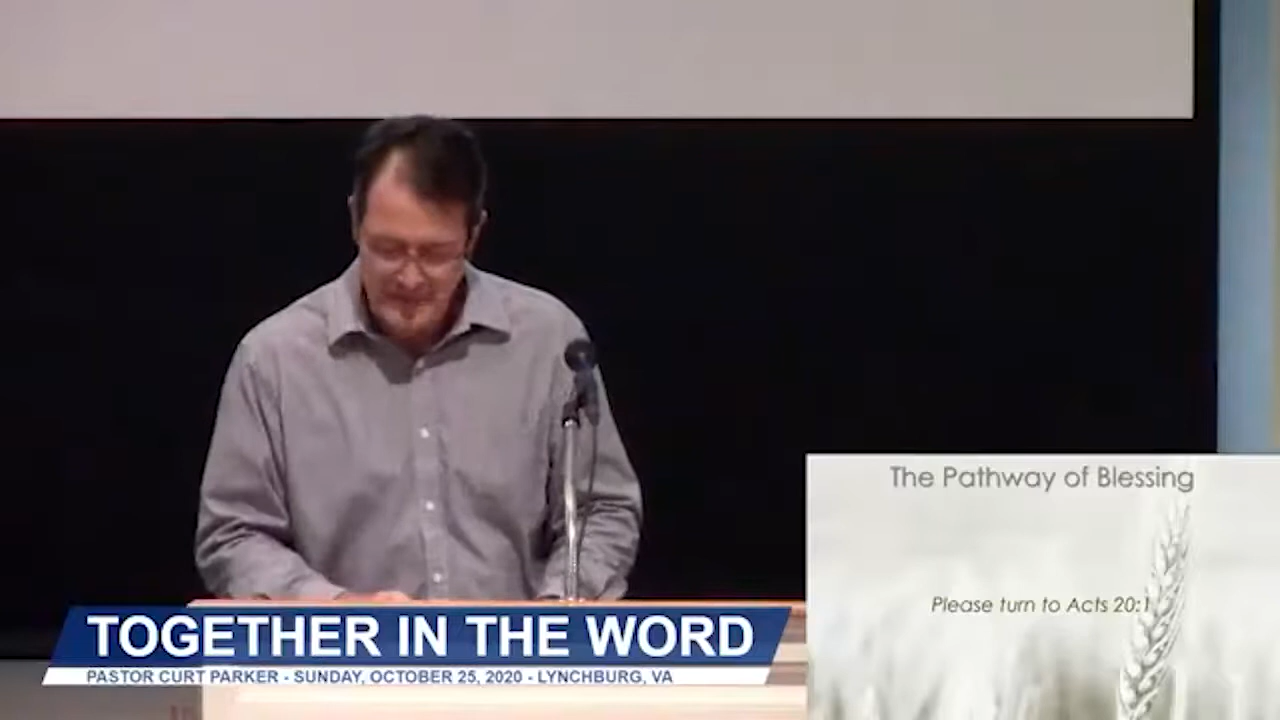 The Pathway of Blessing
Please turn to Acts 20:1
TOGETHER IN THE WORD
PASTOR CURT PARKER - SUNDAY, OCTOBER 25, 2020 - LYNCHBURG, VA